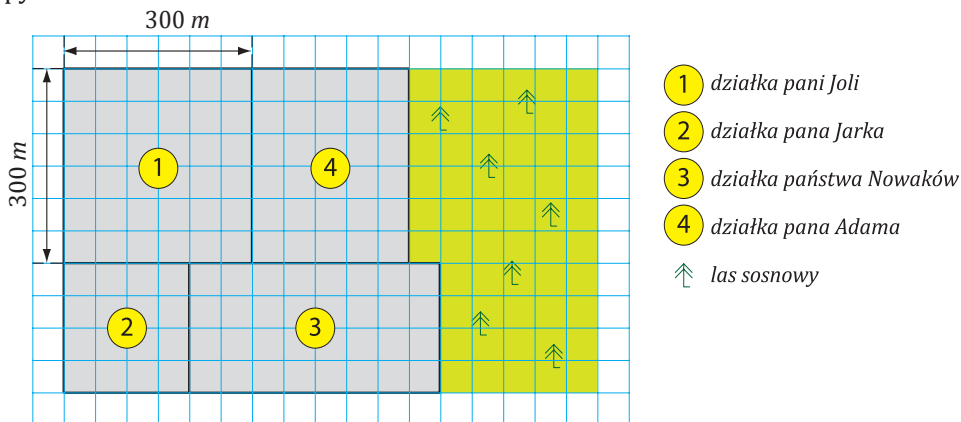 300 m
300 m
1
4
2
3
1 działka pani Joli
2 działka pana Jarka
3 działka państwa Nowaków
4 działka pana Adama
las sosnowy